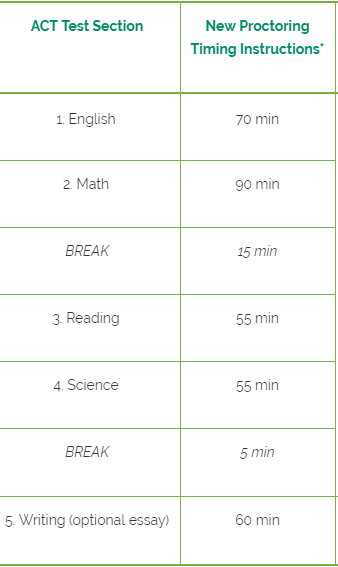 ACT Test Section
New Proctoring
Timing Instructions*
1. English 70 min
2. Math 90 min
BREAK 15 min
3. Reading 55 min
4. Science 55 min
BREAK 5 min
5. Writing (optional essay) 60 min